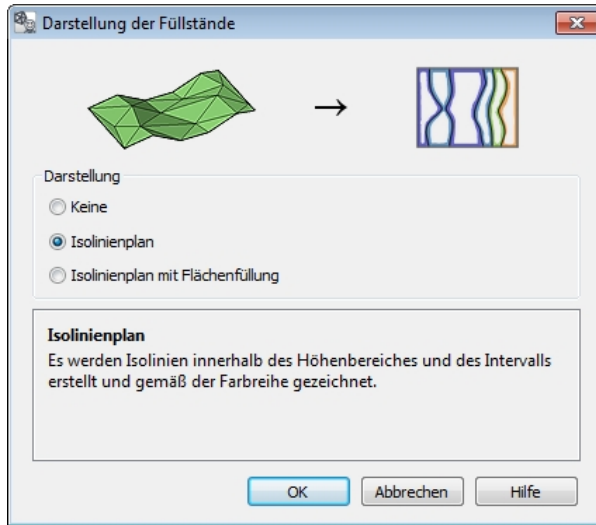 Darstellung der Füllstände
Darstellung
Keine
Isolinienplan
Isolinienplan mit Flächenfüllung
Isolinienplan
Es werden Isolinien innerhalb des Höhenbereiches und des Intervalls
erstellt und gemäß der Farbreihe gezeichnet.
OK Abbrechen Hilfe